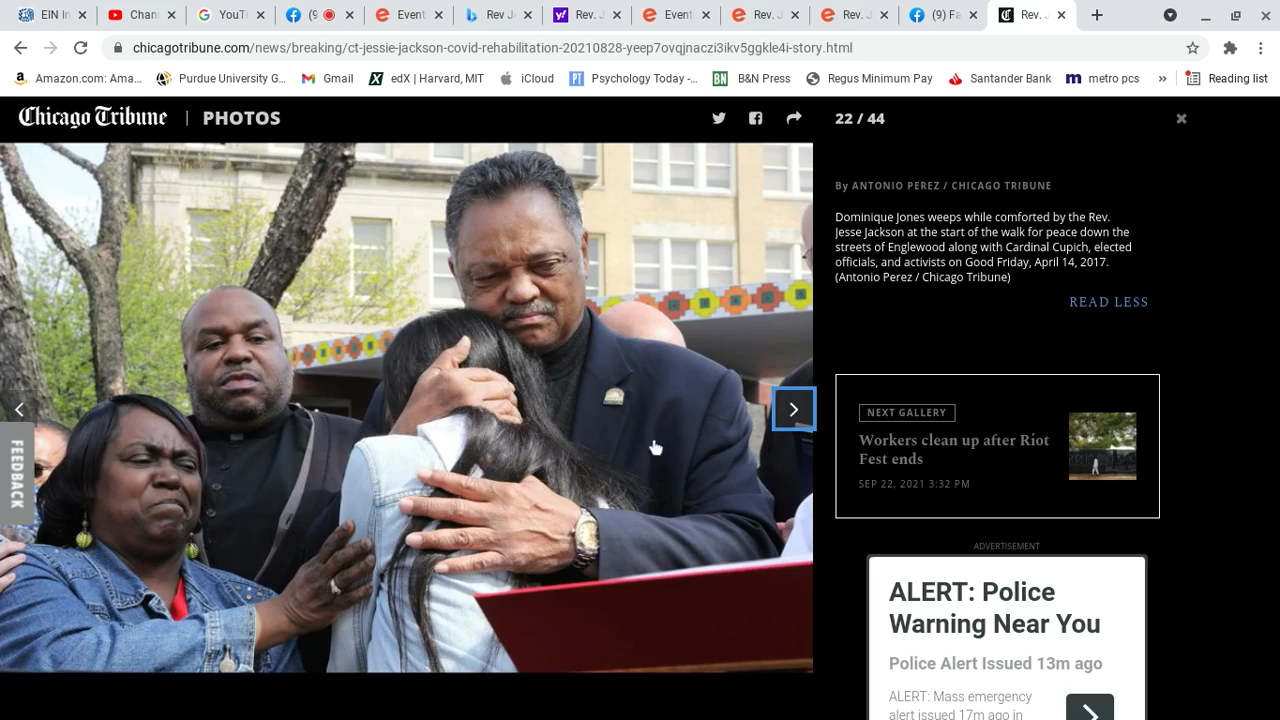 EIN In
Chan
YouT
(9
Event
Rev J
Rev. J
Event
Rev. J
Rev. J
(9) Fa
Rev. J
chicagotribune.com/news/breaking/ct-jessie-jackson-covid-rehabilitation-20210828-yeep7ovqjnaczi3ikv5ggkle4i-story.html
Amazon.com: Ama...
Purdue University G...
Gmail
edX | Harvard, MIT
iCloud
Psychology Today -...
B&N Press
Regus Minimum Pay
Santander Bank
metro pcs
»
Reading list
Chicago Tribune | PHOTOS
22 / 44
By ANTONIO PEREZ / CHICAGO TRIBUNE
Dominique Jones weeps while comforted by the Rev.
Jesse Jackson at the start of the walk for peace down the
streets of Englewood along with Cardinal Cupich, elected
officials, and activists on Good Friday, April 14, 2017.
(Antonio Perez / Chicago Tribune)
READ LESS
FEEDBACK
NEXT GALLERY
Workers clean up after Riot
Fest ends
SEP 22, 2021 3:32 PM
ADVERTISEMENT
ALERT: Police
Warning Near You
Police Alert Issued 13m ago
ALERT: Mass emergency
alert issued 17m ago in